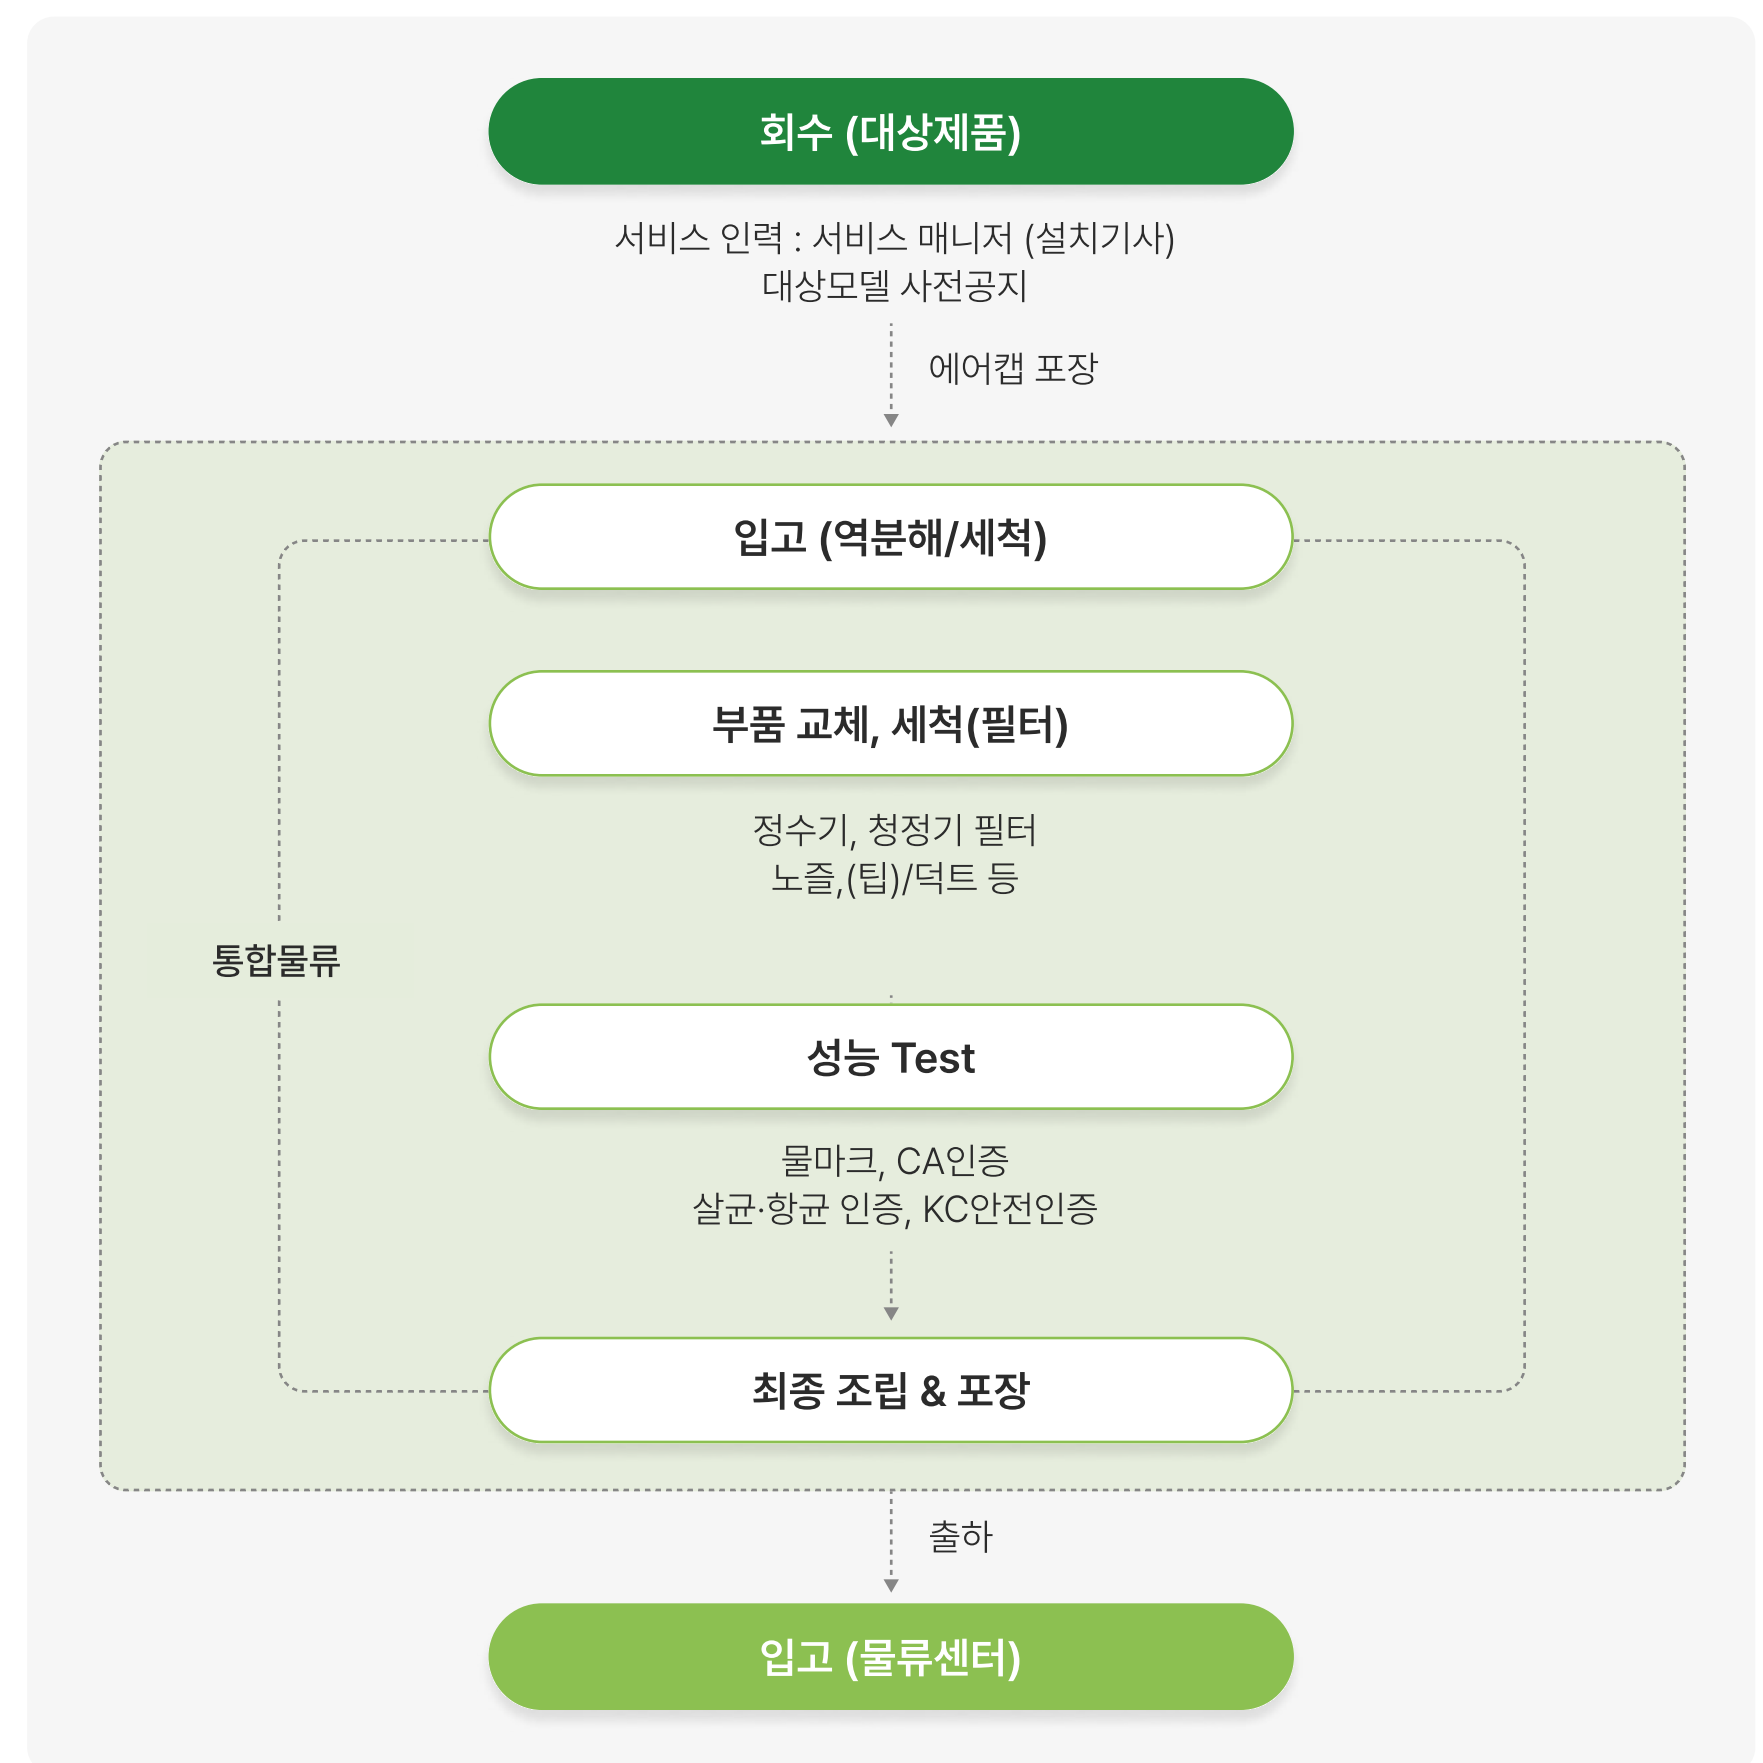 회수 (대상제품)
서비스 인력 : 서비스 매니저 (설치기사)
대상모델 사전공지
에어캡 포장
입고 (역분해/세척)
부품 교체, 세척(필터)
정수기, 청정기 필터
노즐,(팁)/덕트 등
통합물류
성능 Test
물마크, CA인증
살균·항균 인증, KC안전인증
최종 조립 & 포장
출하
입고 (물류센터)